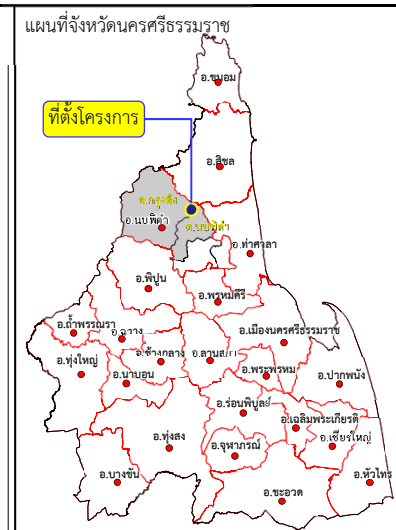 แผนที่จังหวัดนครศรีธรรมราช
อ.ขนอม
ที่ตั้งโครงการ
อ.สิชล
ต.กรุงชิง
อ.นบพิตำ
ต.นบพิตำ
อ.ท่าศาลา
อ.พิปูน
อ.พรหมคีรี
อ.ถ้ำพรรณรา
อ.ฉวาง
อ.เมืองนครศรีธรรมราช
อ.ช้างกลาง
อ.ลานสกา
อ.ทุ่งใหญ่
อ.นาบอน
อ.พระพรหม
อ.ปากพนัง
อ.ร่อนพิบูลย์
อ.เฉลิมพระเกียรติ
อ.ทุ่งสง
อ.จุฬาภรณ์
อ.เชียรใหญ่
อ.บางขัน
อ.ชะอวด
อ.หัวไทร